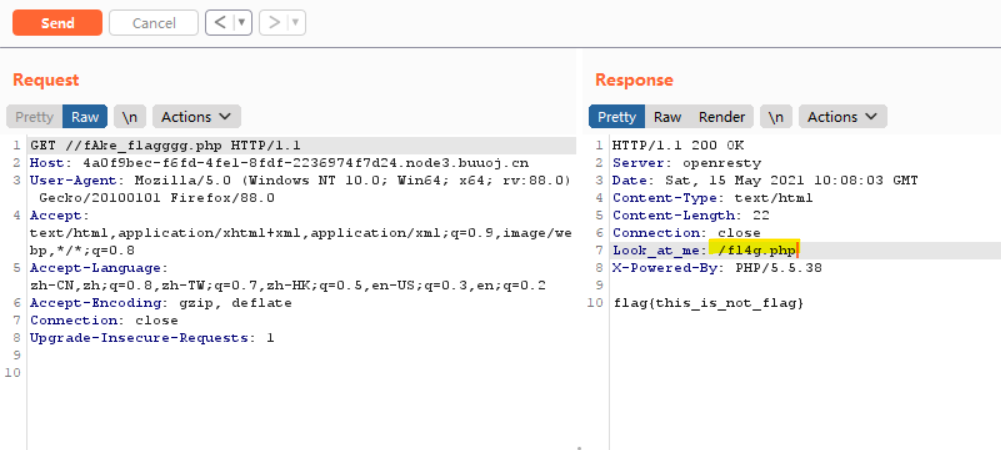 Send Cancel < ▼ > ▼
Request
Pretty Raw \n Actions
1 GET //fAke_flagggg.php HTTP/1.1
2 Host: 4a0f9bec-f6fd-4fe1-8fdf-2236974f7d24.node3.buuoj.cn
3 User-Agent: Mozilla/5.0 (Windows NT 10.0; Win64; x64; rv:88.0)
Gecko/20100101 Firefox/88.0
4 Accept:
text/html,application/xhtml+xml,application/xml;q=0.9,image/we
bp,*/*;q=0.8
5 Accept-Language:
zh-CN,zh;q=0.8,zh-TW;q=0.7,zh-HK;q=0.5,en-US;q=0.3,en;q=0.2
6 Accept-Encoding: gzip, deflate
7 Connection: close
8 Upgrade-Insecure-Requests: 1
9
10
Response
Pretty Raw Render \n Actions
1 HTTP/1.1 200 OK
2 Server: openresty
3 Date: Sat, 15 May 2021 10:08:03 GMT
4 Content-Type: text/html
5 Content-Length: 22
6 Connection: close
7 Look_at_me: /fl4g.php
8 X-Powered-By: PHP/5.5.38
9
10 flag{this_is_not_flag}